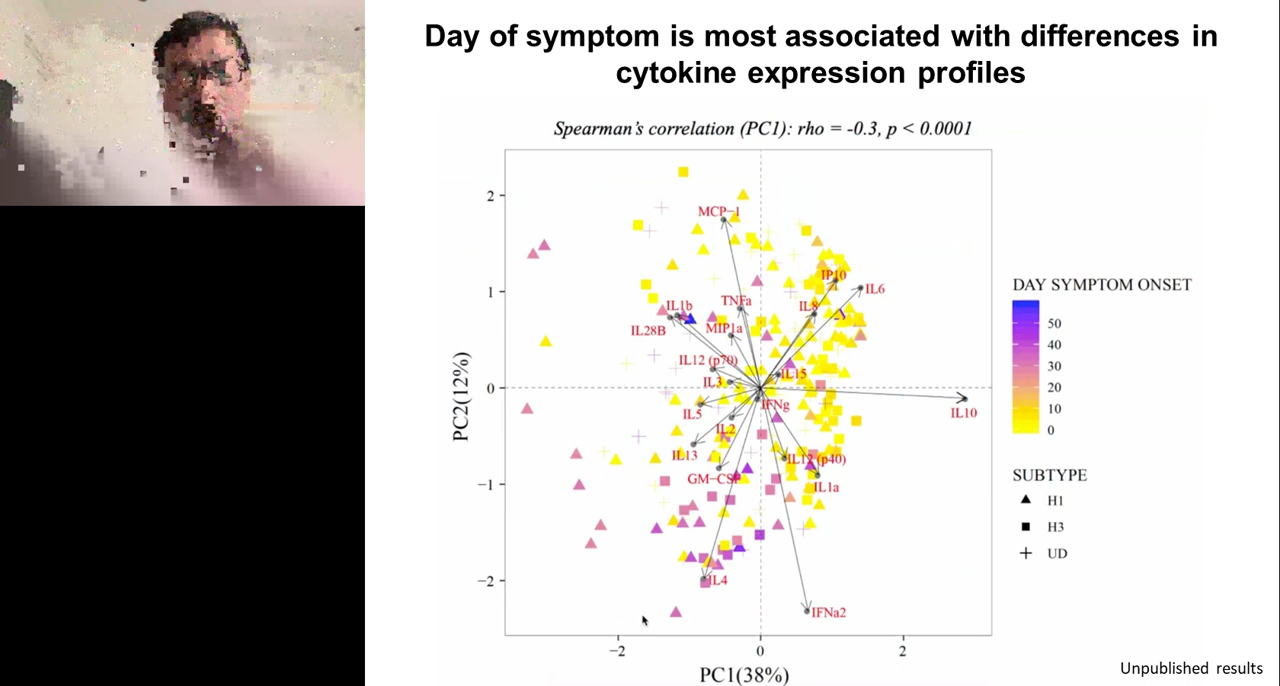 Day of symptom is most associated with differences in
cytokine expression profiles
Spearman's correlation (PC1): rho = -0.3, p < 0.0001
PC2(12%)
2
1
0
−1
−2
MCP−1
IP10
IL6
TNFa
IL8
IL1b
IL28B
MIP1a
IL12 (p70)
IL15
IL3
IFNg
IL10
IL5
IL2
IL13
IL12 (p40)
GM−CSF
IL1a
IL4
IFNa2
−2
0
2
PC1(38%)
DAY SYMPTOM ONSET
50
40
30
20
10
0
SUBTYPE
H1
H3
UD
Unpublished results